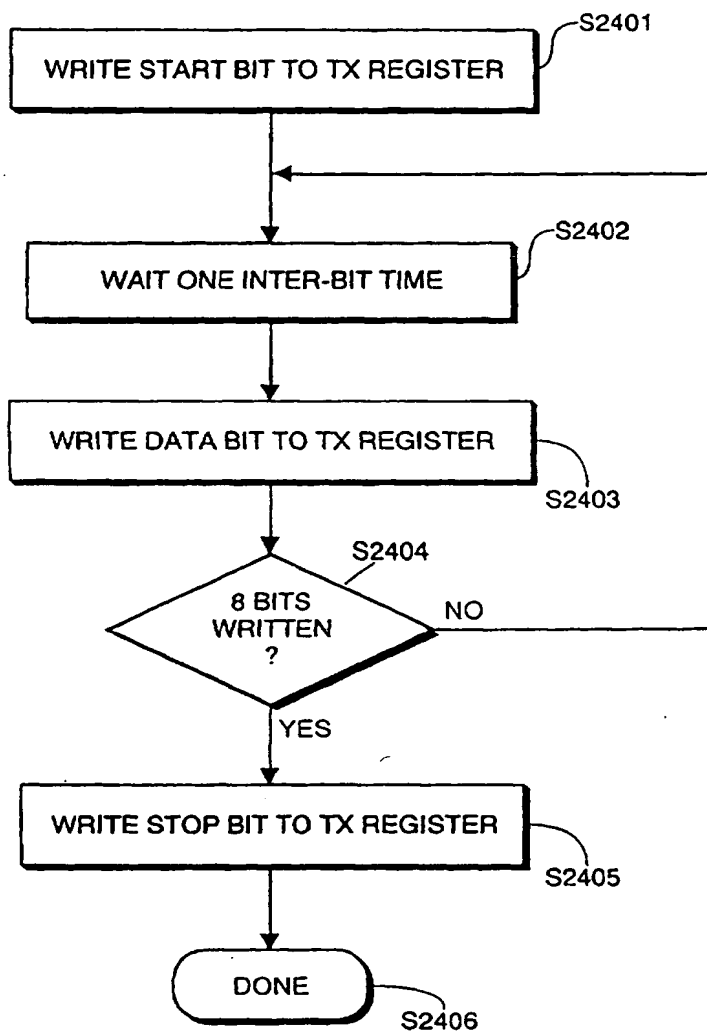 S2401
WRITE START BIT TO TX REGISTER
S2402
WAIT ONE INTER-BIT TIME
WRITE DATA BIT TO TX REGISTER
S2403
S2404
8 BITS
WRITTEN
?
NO
YES
WRITE STOP BIT TO TX REGISTER
S2405
DONE
S2406